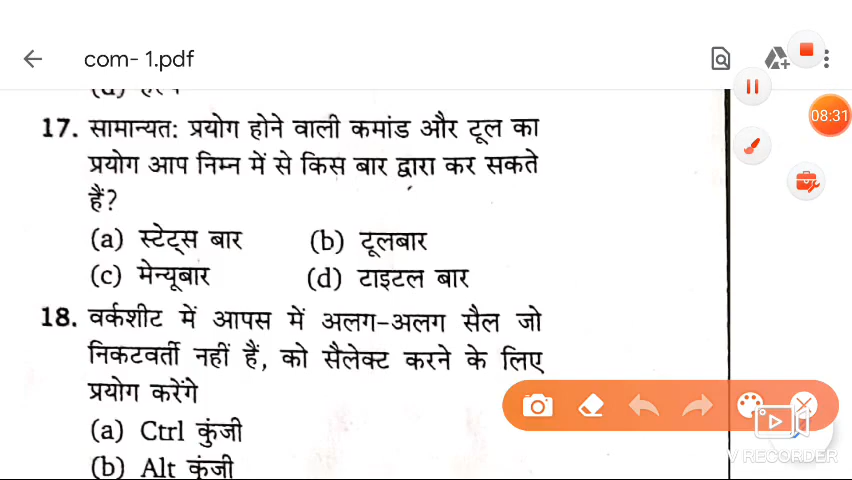 com- 1.pdf
08:31
17. सामान्यत: प्रयोग होने वाली कमांड और टूल का
प्रयोग आप निम्न में से किस बार द्वारा कर सकते
हैं?
(a) स्टेट्स बार (b) टूलबार
(c) मेन्यूबार (d) टाइटल बार
18. वर्कशीट में आपस में अलग-अलग सैल जो
निकटवर्ती नहीं हैं, को सैलेक्ट करने के लिए
प्रयोग करेंगे
(a) Ctrl कुंजी
(b) Alt कुंजी
V RECORDER